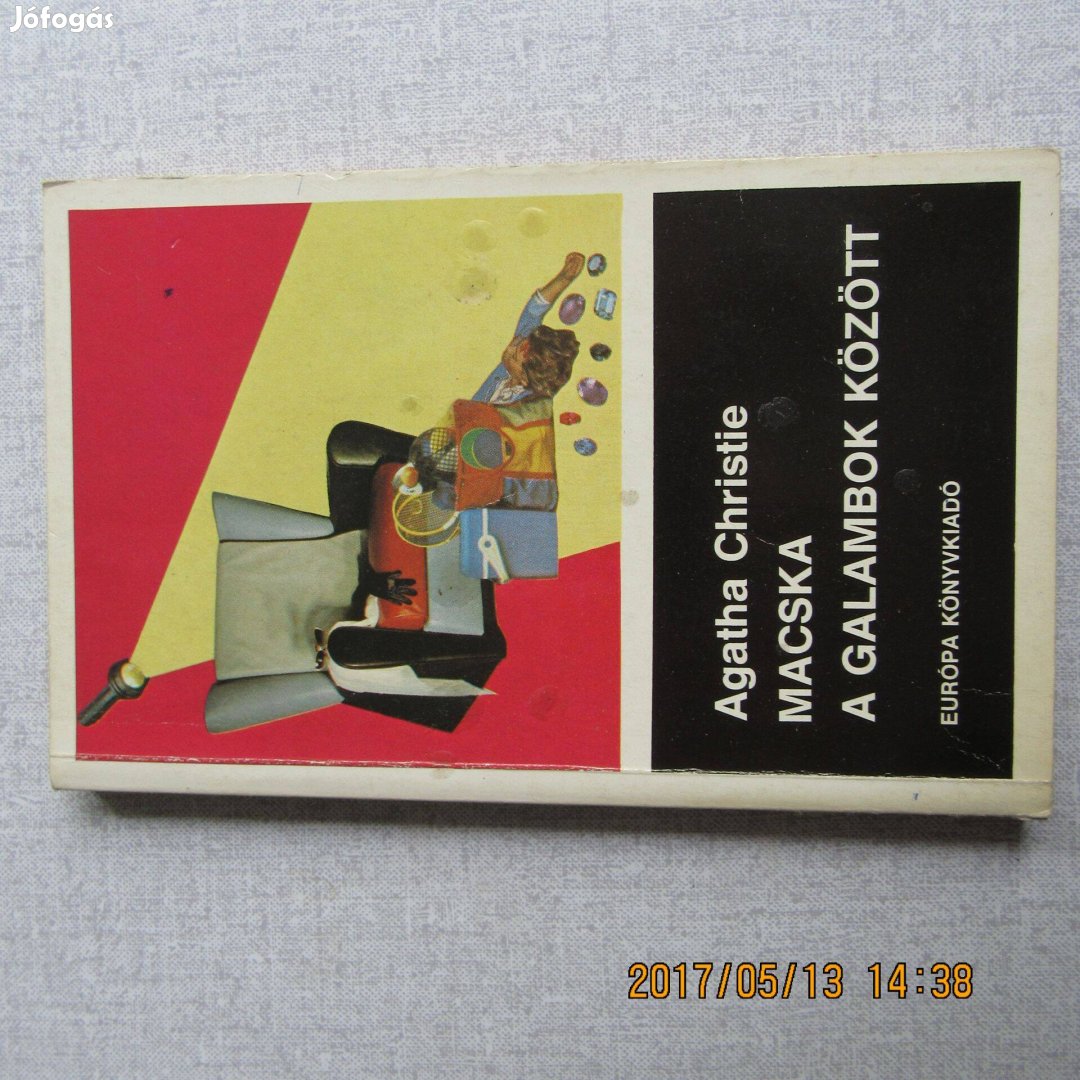 Jófogás
Agatha Christie
MACSKA
A GALAMBOK KÖZÖTT
EURÓPA KÖNYVKIADÓ
2017/05/13 14:38